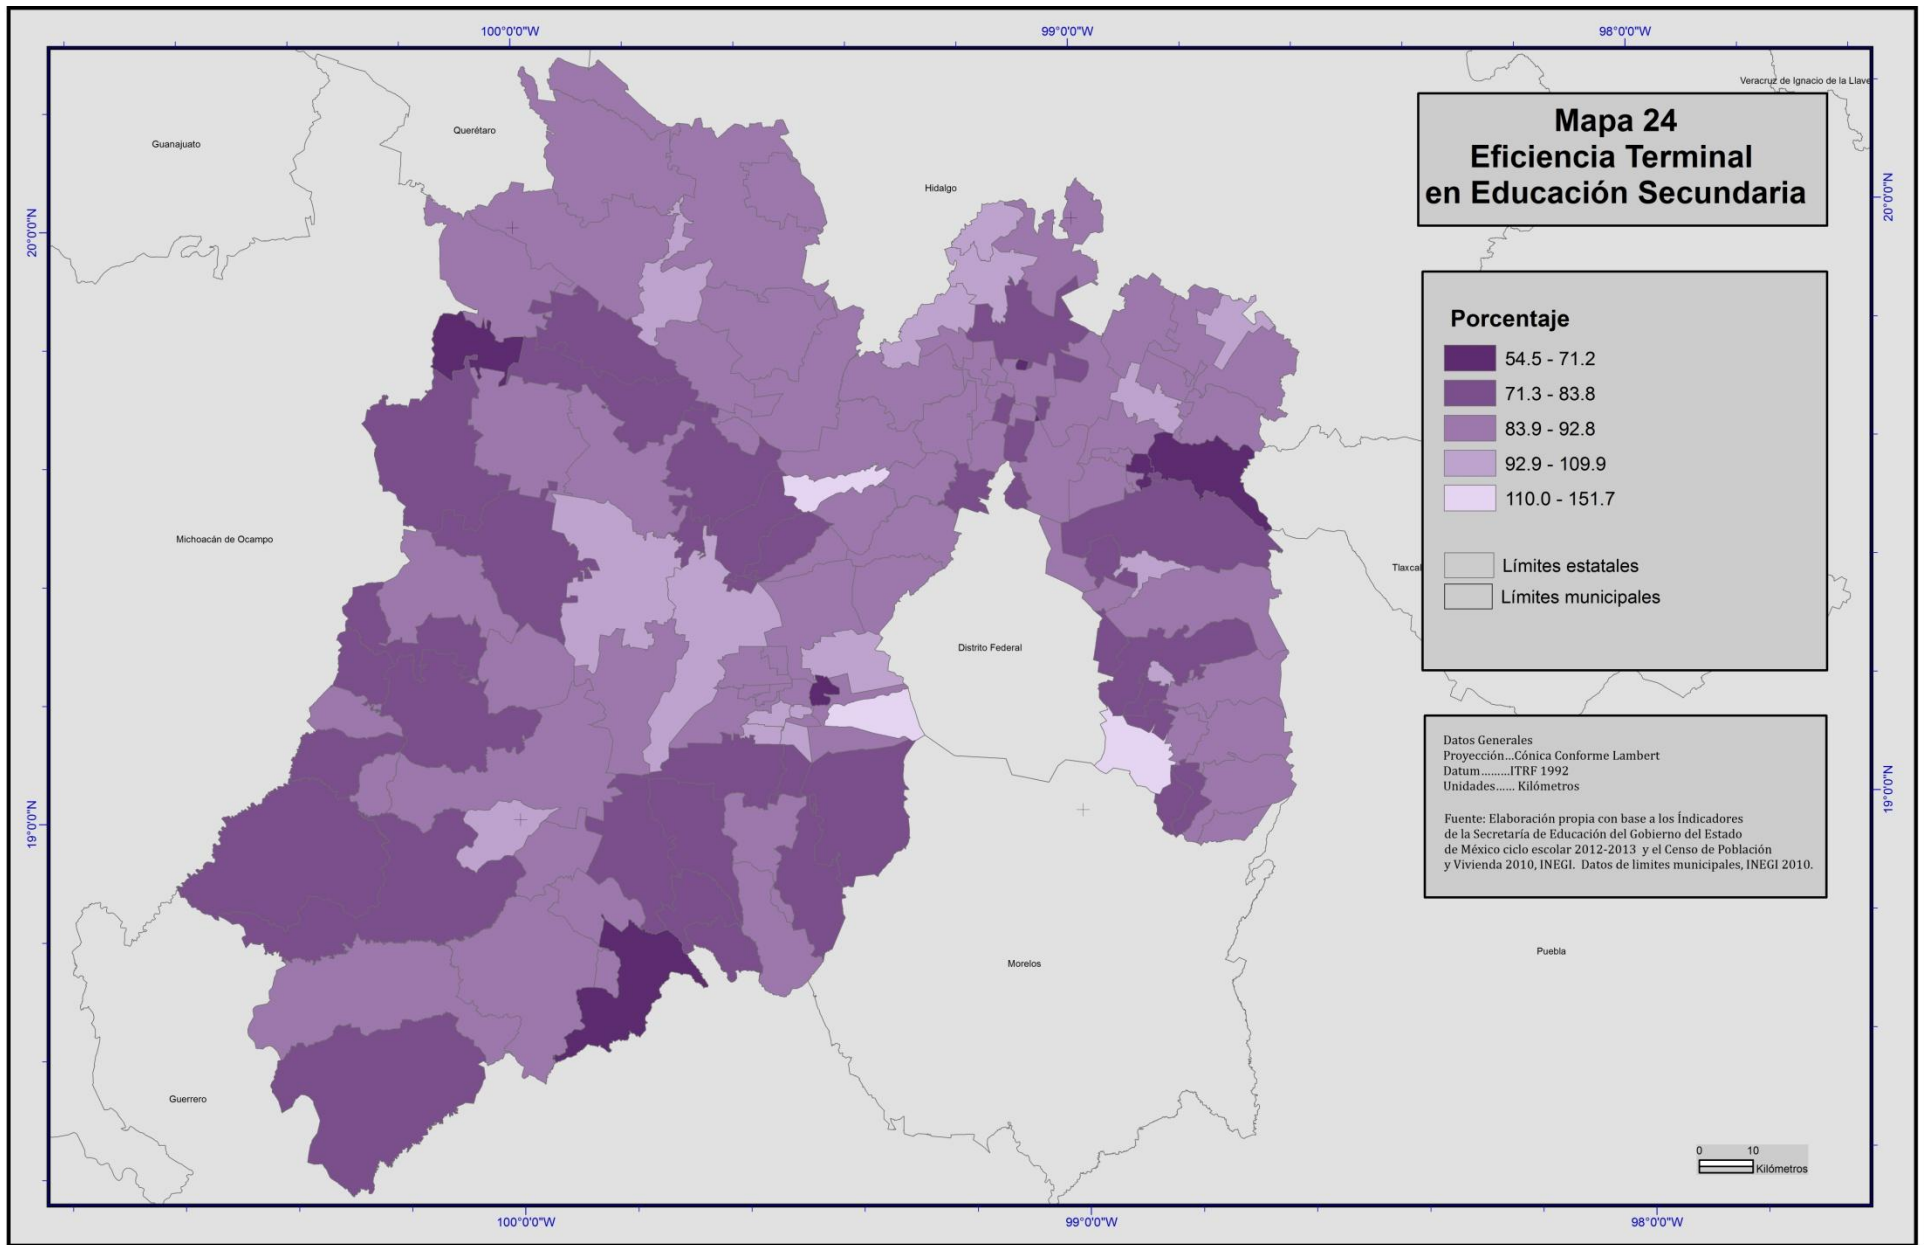 100°0'0"W
99°0'0"W
98°0'0"W
Veracruz de Ignacio de la Llave
Mapa 24
Eficiencia Terminal
en Educación Secundaria
Guanajuato
Querétaro
Hidalgo
20°0'0"N
20°0'0"N
Porcentaje
54.5 - 71.2
71.3 - 83.8
83.9 - 92.8
92.9 - 109.9
110.0 - 151.7
Límites estatales
Límites municipales
Michoacán de Ocampo
Tlaxcal
Distrito Federal
Datos Generales
Proyección...Cónica Conforme Lambert
Datum.........ITRF 1992
Unidades...... Kilómetros
Fuente: Elaboración propia con base a los Índicadores
de la Secretaría de Educación del Gobierno del Estado
de México ciclo escolar 2012-2013 y el Censo de Población
y Vivienda 2010, INEGI. Datos de limites municipales, INEGI 2010.
19°0'0"N
19°0'0"N
Puebla
Morelos
Guerrero
0 10
Kilómetros
100°0'0"W
99°0'0"W
98°0'0"W